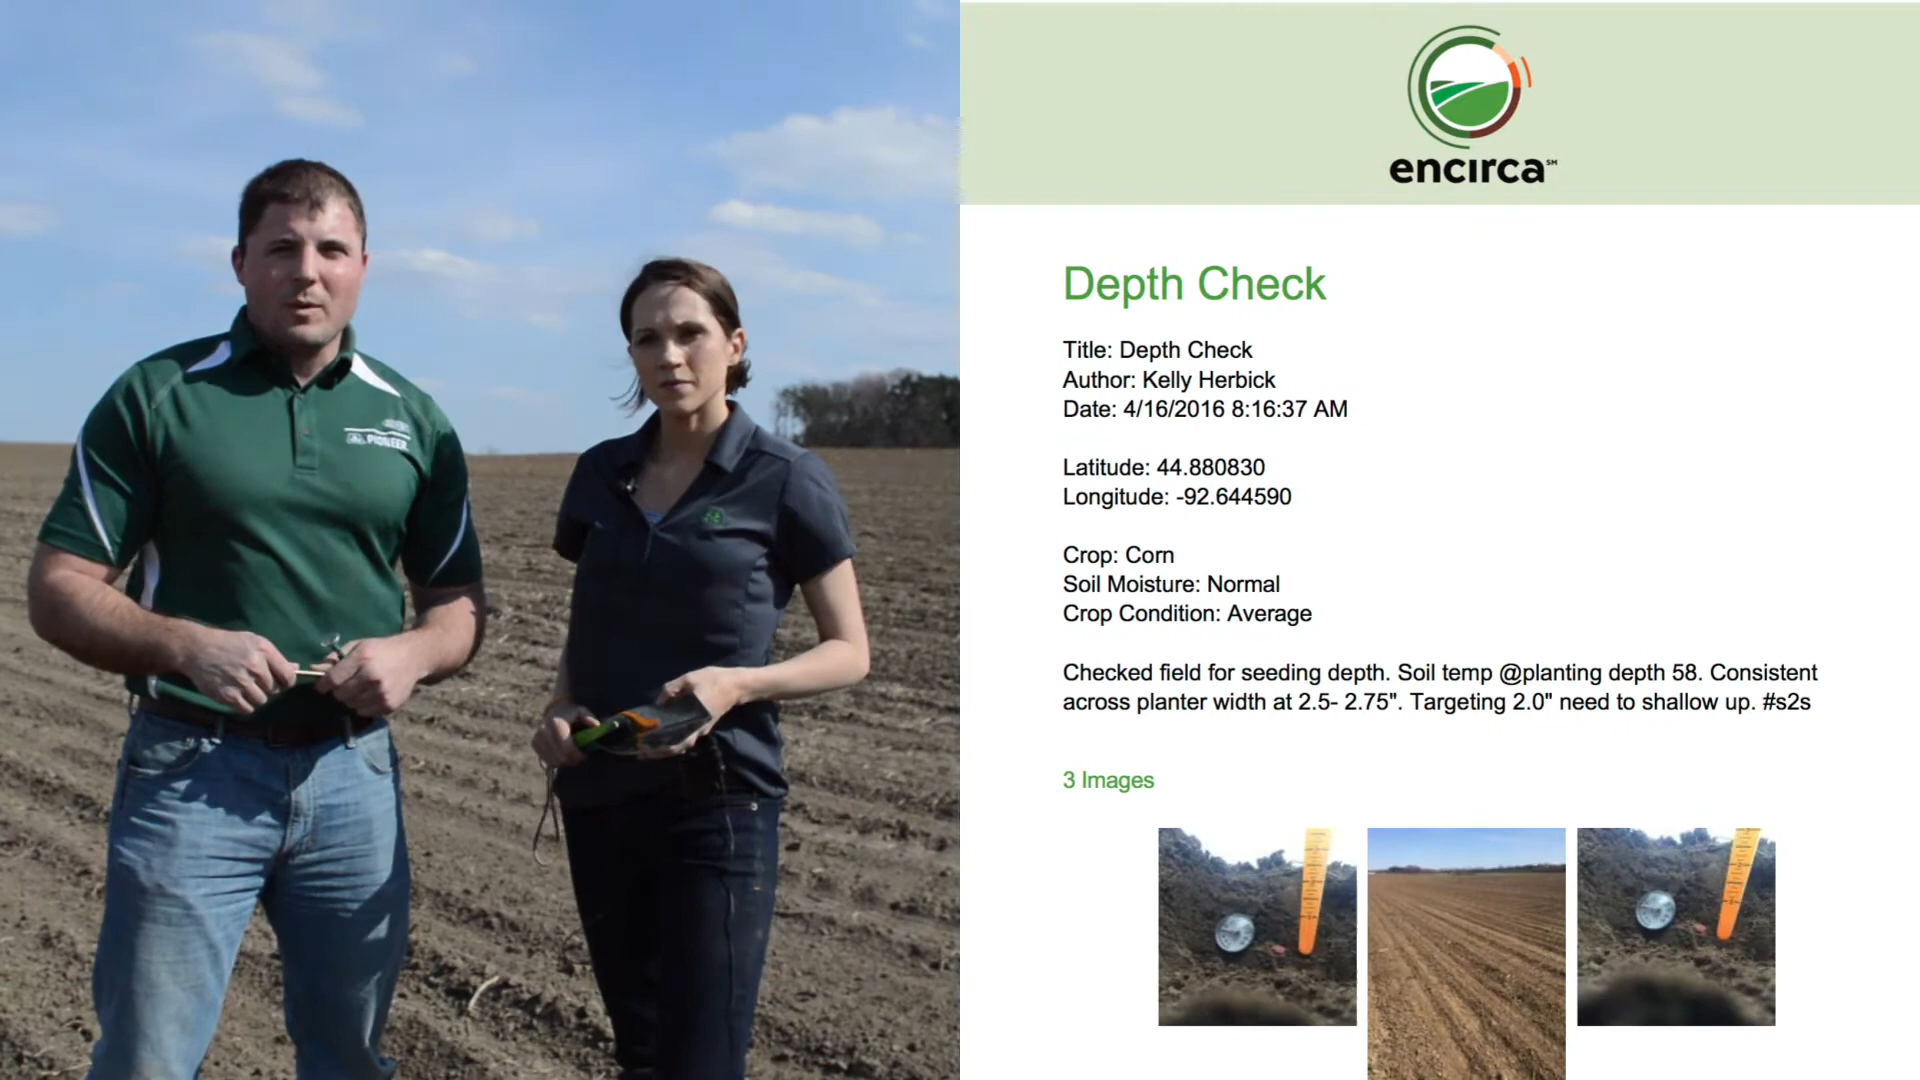 PIONEER
encirca℠
Depth Check
Title: Depth Check
Author: Kelly Herbick
Date: 4/16/2016 8:16:37 AM
Latitude: 44.880830
Longitude: -92.644590
Crop: Corn
Soil Moisture: Normal
Crop Condition: Average
Checked field for seeding depth. Soil temp @planting depth 58. Consistent
across planter width at 2.5- 2.75". Targeting 2.0" need to shallow up. #s2s
3 Images